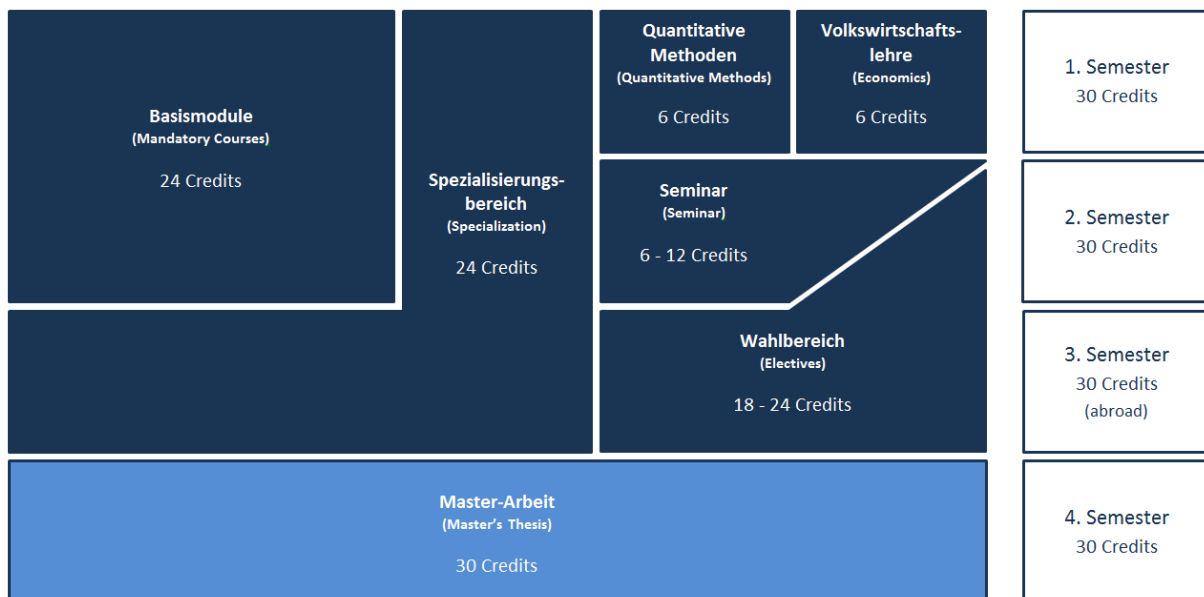 Basismodule
(Mandatory Courses)
24 Credits
Spezialisierungs-
bereich
(Specialization)
24 Credits
Quantitative
Methoden
(Quantitative Methods)
6 Credits
Volkswirtschafts-
lehre
(Economics)
6 Credits
Seminar
(Seminar)
6 - 12 Credits
Wahlbereich
(Electives)
18 - 24 Credits
Master-Arbeit
(Master's Thesis)
30 Credits
1. Semester
30 Credits
2. Semester
30 Credits
3. Semester
30 Credits
(abroad)
4. Semester
30 Credits